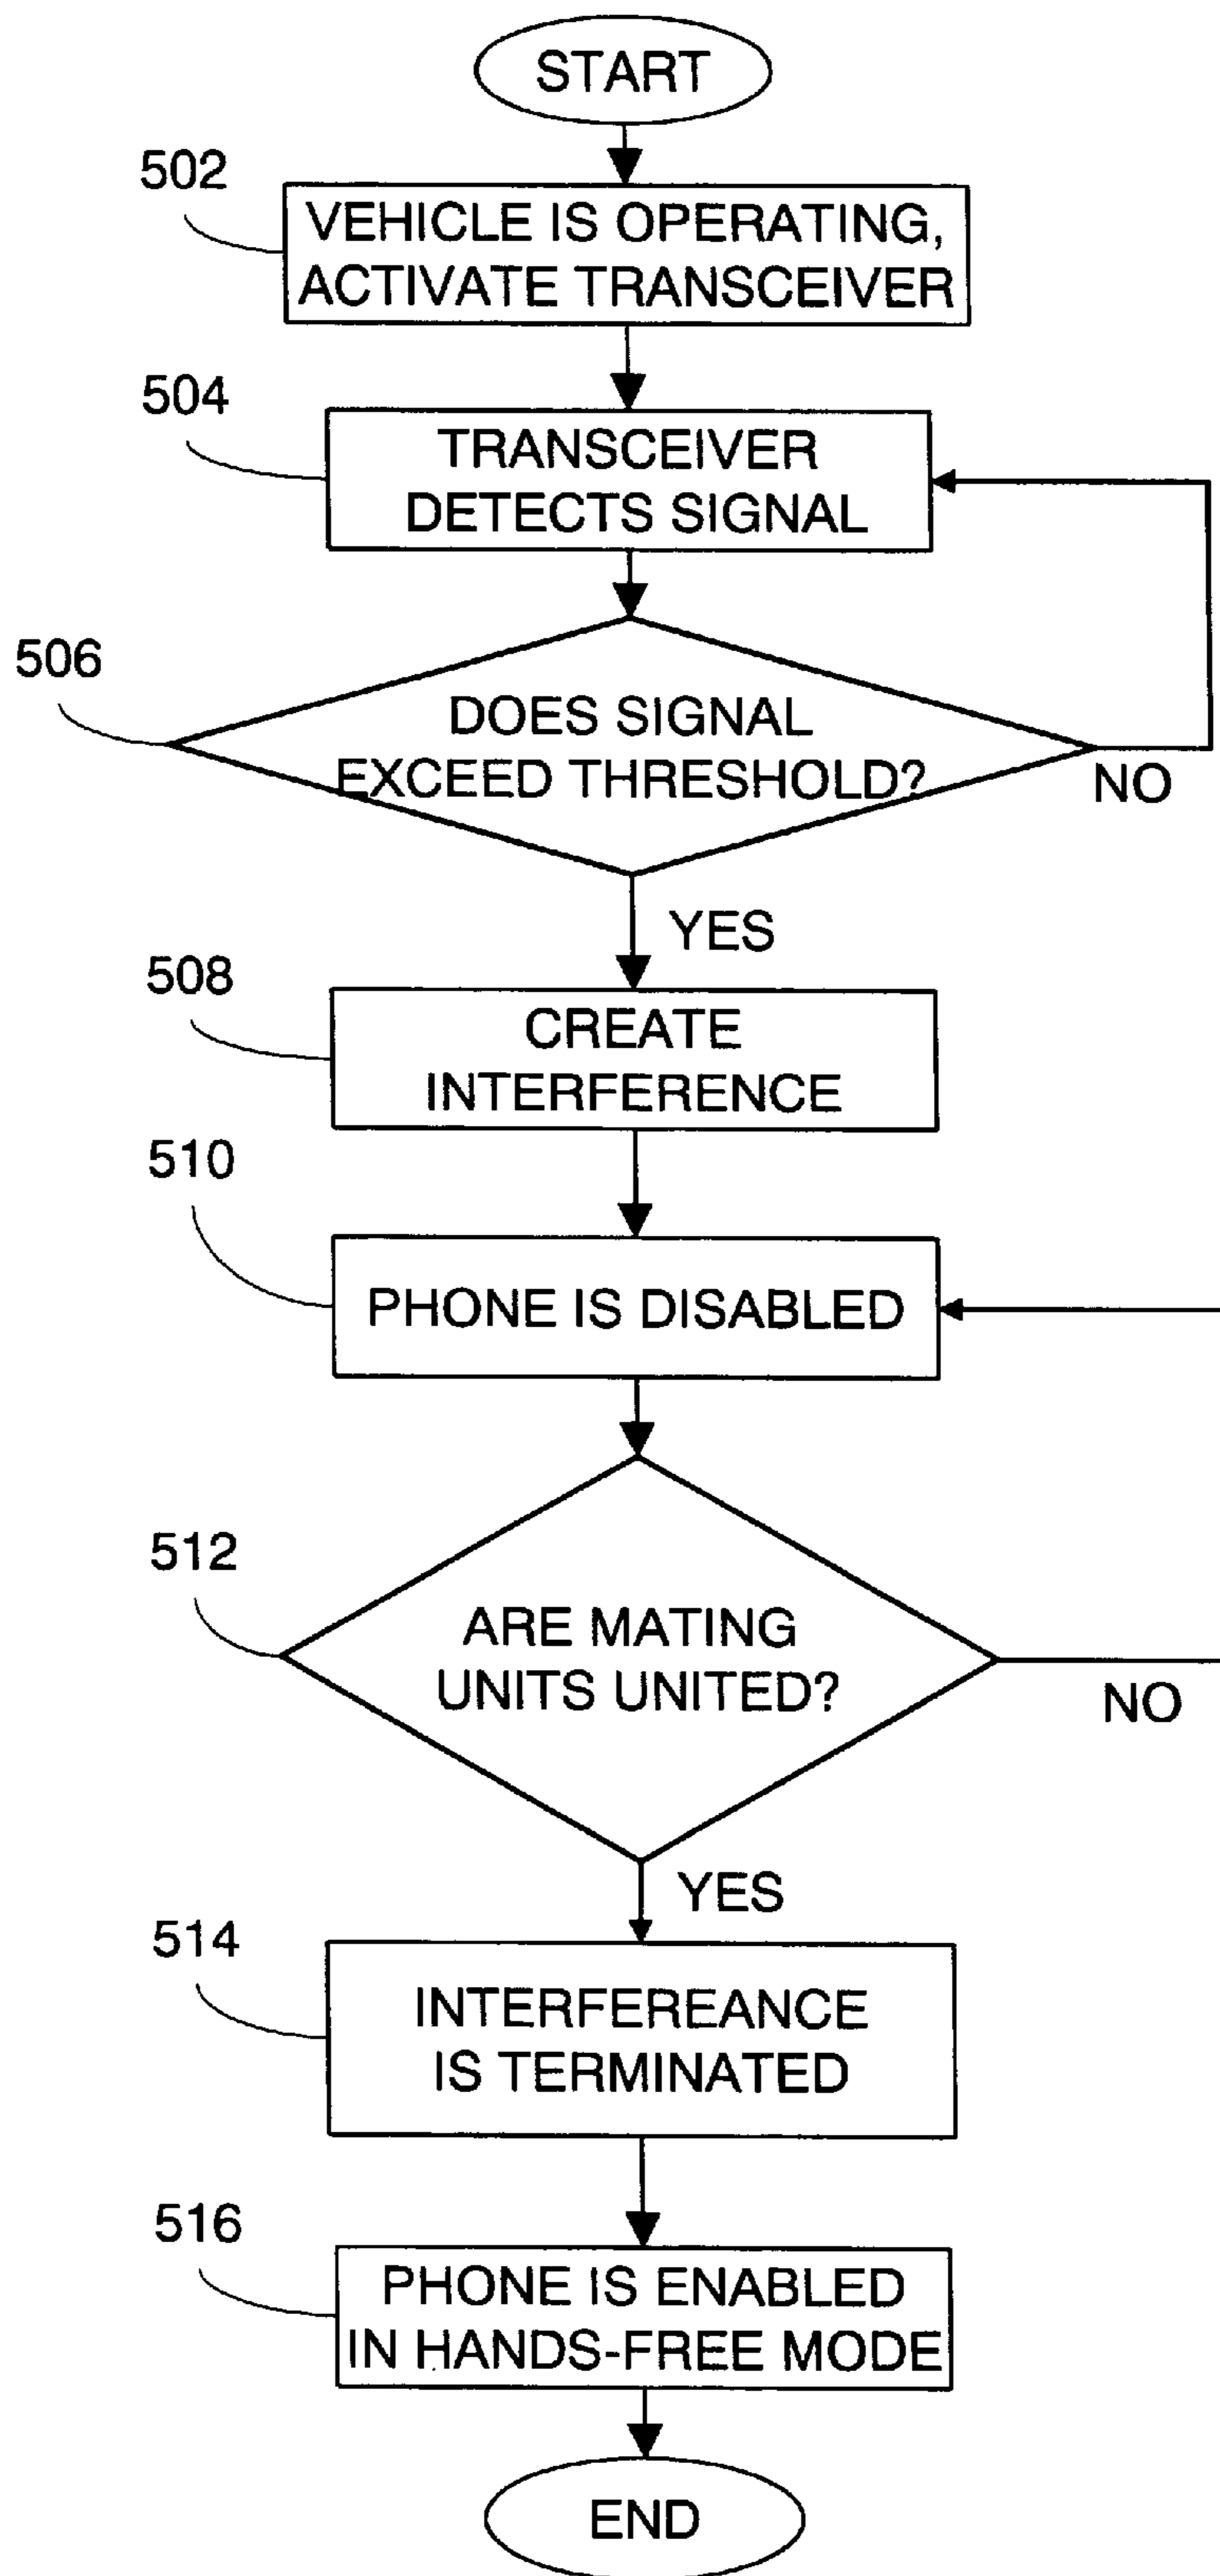 START
502
VEHICLE IS OPERATING,
ACTIVATE TRANSCEIVER
504
TRANSCEIVER
DETECTS SIGNAL
506
DOES SIGNAL
EXCEED THRESHOLD?
NO
YES
508
CREATE
INTERFERENCE
510
PHONE IS DISABLED
512
ARE MATING
UNITS UNITED?
NO
YES
514
INTERFEREANCE
IS TERMINATED
516
PHONE IS ENABLED
IN HANDS-FREE MODE
END